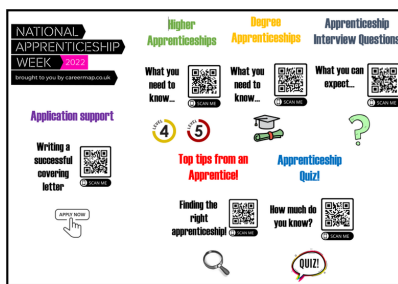 NATIONAL
APPRENTICESHIP
WEEK 2022
brought to you by careermap.co.uk
Higher
Apprenticeships
What you
need to
know...
SCAN ME
LEVEL 4
LEVEL 5
Degree
Apprenticeships
What you
need to
know...
SCAN ME
Apprenticeship
Interview Questions
What you can
expect...
SCAN ME
?
Application support
Writing a
successful
covering
letter
SCAN ME
APPLY NOW
Top tips from an
Apprentice!
Finding the
right
apprenticeship!
SCAN ME
Apprenticeship
Quiz!
How much do
you know?
SCAN ME
QUIZ!